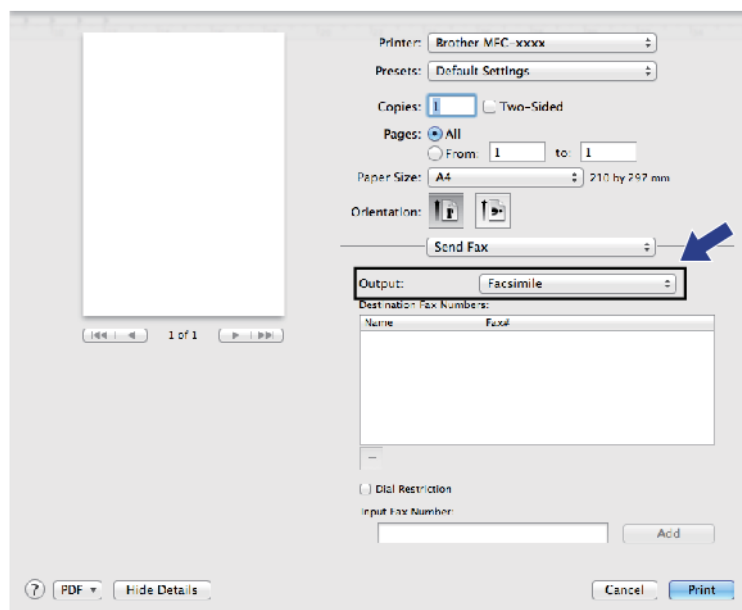 Printer: Brother MFC-xxxx
Presets: Default Settings
Copies: 1 Two-Sided
Pages: All
From: 1 to: 1
Paper Size: A4 210 by 297 mm
Orientation:
Send Fax
Output: Facsimile
Destination Fax Numbers:
Name Fax#
1 of 1
Dial Restriction
Input Fax Number:
Add
? PDF Hide Details Cancel Print